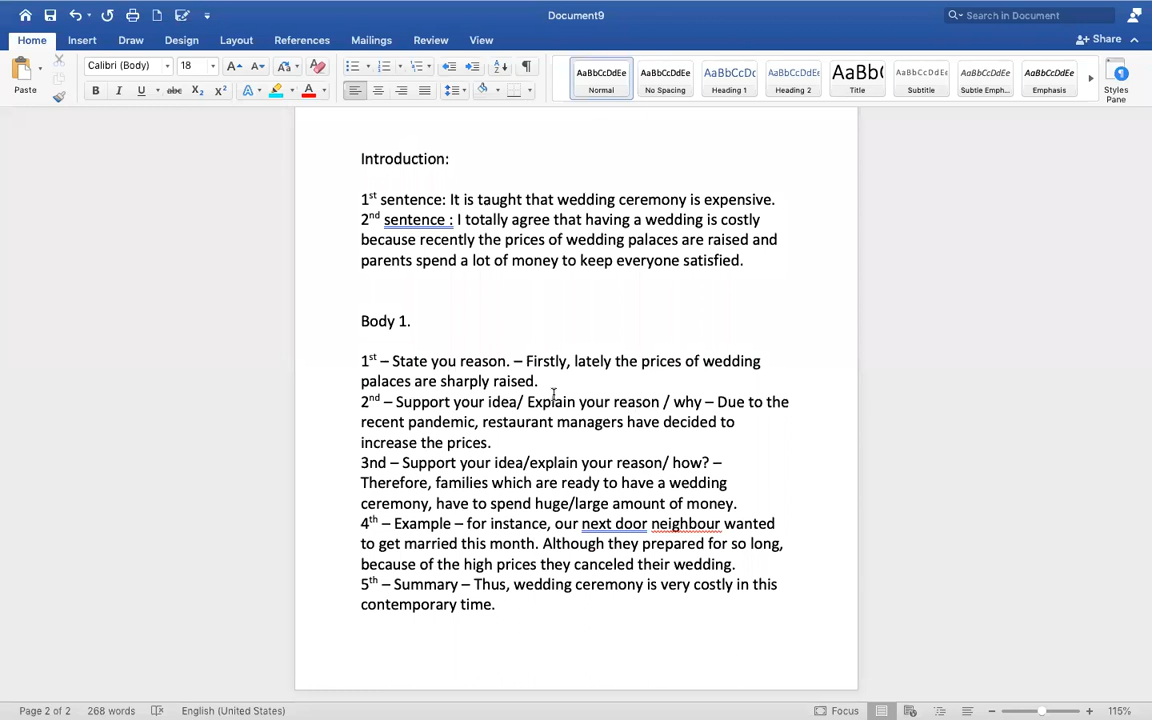 Document9
Search in Document
Home Insert Draw Design Layout References Mailings Review View
Share
Paste
Calibri (Body) 18
AaBbCcDdEe AaBbCcDdEe AaBbCcDc AaBbCcDdEe AaBb( AaBbCcDdEe AaBbCcDdEe AaBbCcDdEe
Normal No Spacing Heading 1 Heading 2 Title Subtitle Subtle Emph... Emphasis
Styles
Pane
Introduction:
1st sentence: It is taught that wedding ceremony is expensive.
2nd sentence : I totally agree that having a wedding is costly
because recently the prices of wedding palaces are raised and
parents spend a lot of money to keep everyone satisfied.
Body 1.
1st – State you reason. – Firstly, lately the prices of wedding
palaces are sharply raised.
2nd – Support your idea/ Explain your reason / why – Due to the
recent pandemic, restaurant managers have decided to
increase the prices.
3nd – Support your idea/explain your reason/ how? –
Therefore, families which are ready to have a wedding
ceremony, have to spend huge/large amount of money.
4th – Example – for instance, our next door neighbour wanted
to get married this month. Although they prepared for so long,
because of the high prices they canceled their wedding.
5th – Summary – Thus, wedding ceremony is very costly in this
contemporary time.
Page 2 of 2 268 words English (United States) Focus 115%